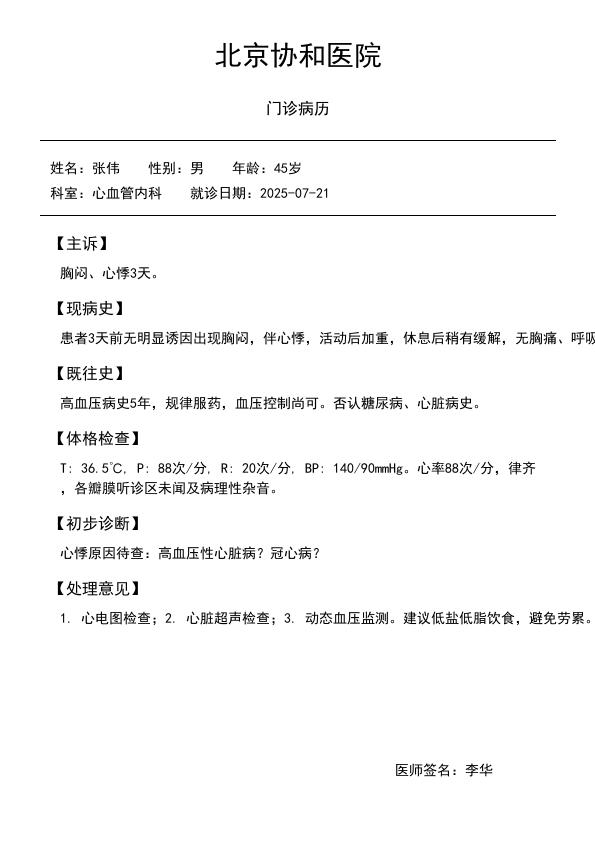 北京协和医院
门诊病历
姓名: 张伟 性别: 男 年龄: 45岁
科室: 心血管内科 就诊日期: 2025-07-21
【主诉】
胸闷、心悸3天。
【现病史】
患者3天前无明显诱因出现胸闷，伴心悸，活动后加重，休息后稍有缓解，无胸痛、呼吸
【既往史】
高血压病史5年，规律服药，血压控制尚可。否认糖尿病、心脏病史。
【体格检查】
T: 36.5℃, P: 88次/分, R: 20次/分, BP: 140/90mmHg。心率88次/分，律齐
，各瓣膜听诊区未闻及病理性杂音。
【初步诊断】
心悸原因待查: 高血压性心脏病? 冠心病?
【处理意见】
1. 心电图检查; 2. 心脏超声检查; 3. 动态血压监测。建议低盐低脂饮食，避免劳累。
医师签名: 李华